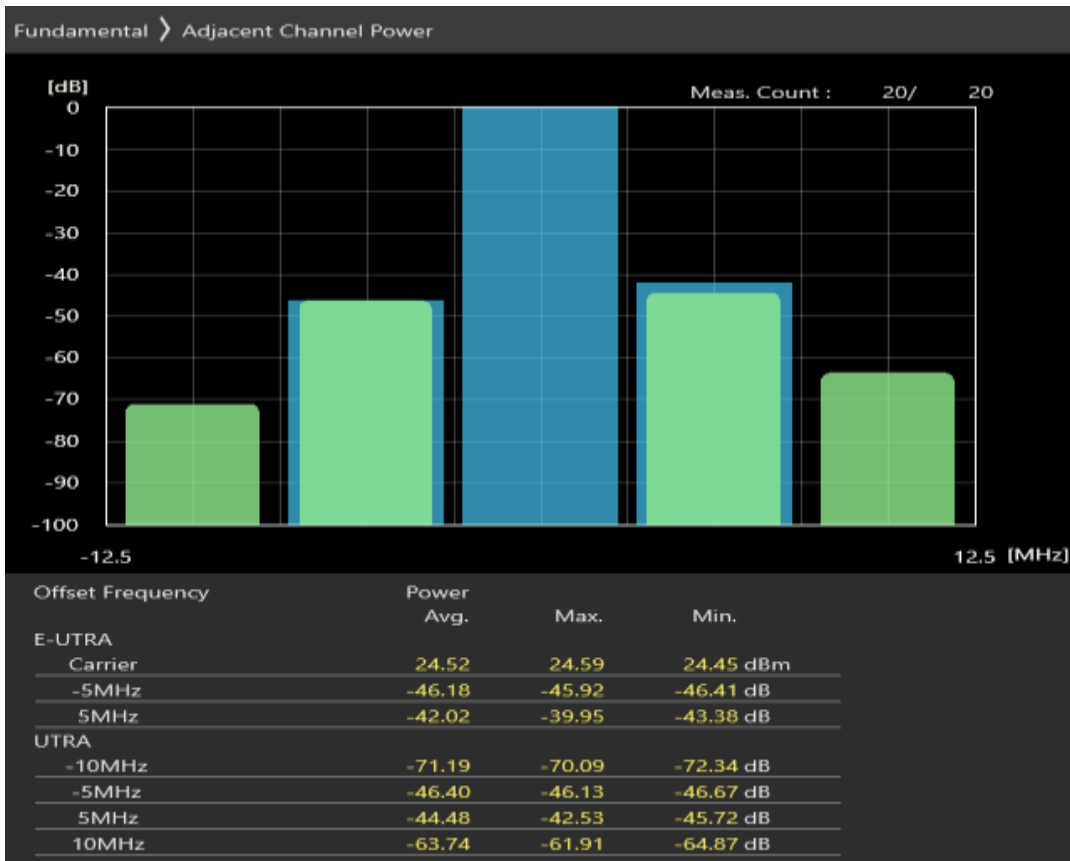 Fundamental ❯ Adjacent Channel Power
[dB]
Meas. Count : 20/ 20
0
-10
-20
-30
-40
-50
-60
-70
-80
-90
-100
-12.5 12.5 [MHz]
Offset Frequency Power
Avg. Max. Min.
E-UTRA
Carrier 24.52 24.59 24.45 dBm
-5MHz -46.18 -45.92 -46.41 dB
5MHz -42.02 -39.95 -43.38 dB
UTRA
-10MHz -71.19 -70.09 -72.34 dB
-5MHz -46.40 -46.13 -46.67 dB
5MHz -44.48 -42.53 -45.72 dB
10MHz -63.74 -61.91 -64.87 dB